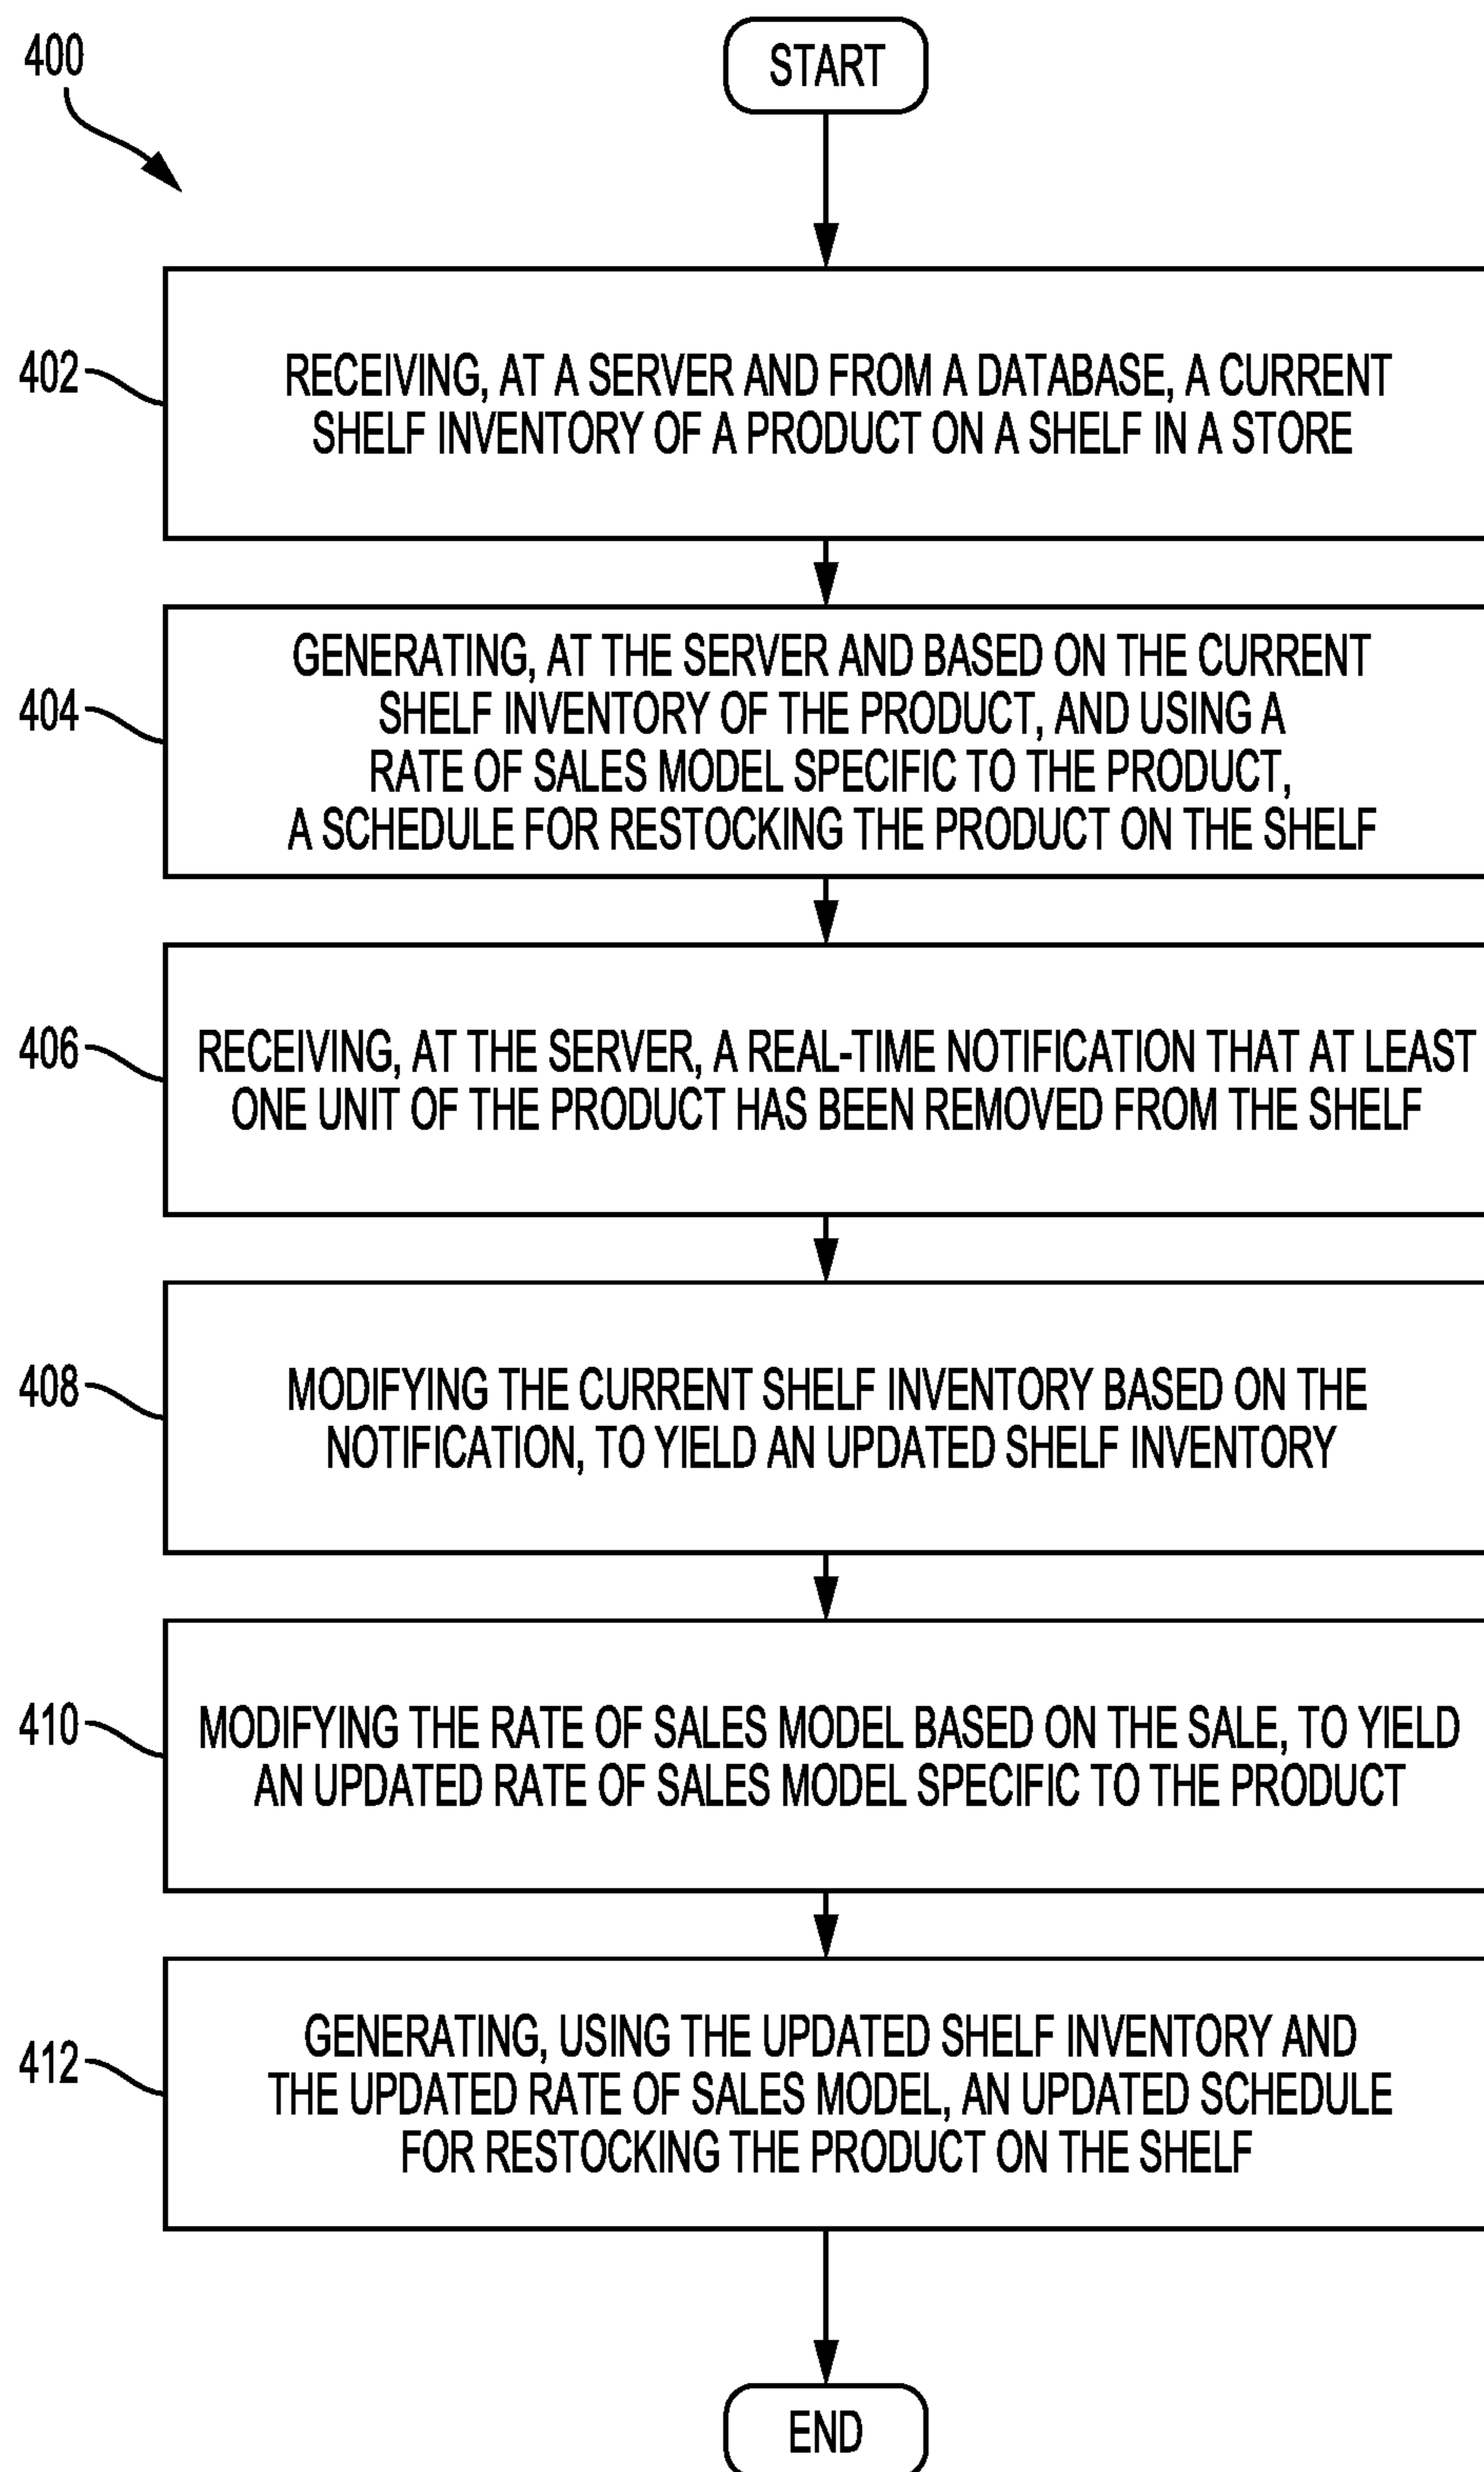 400
START
402
RECEIVING, AT A SERVER AND FROM A DATABASE, A CURRENT
SHELF INVENTORY OF A PRODUCT ON A SHELF IN A STORE
404
GENERATING, AT THE SERVER AND BASED ON THE CURRENT
SHELF INVENTORY OF THE PRODUCT, AND USING A
RATE OF SALES MODEL SPECIFIC TO THE PRODUCT,
A SCHEDULE FOR RESTOCKING THE PRODUCT ON THE SHELF
406
RECEIVING, AT THE SERVER, A REAL-TIME NOTIFICATION THAT AT LEAST
ONE UNIT OF THE PRODUCT HAS BEEN REMOVED FROM THE SHELF
408
MODIFYING THE CURRENT SHELF INVENTORY BASED ON THE
NOTIFICATION, TO YIELD AN UPDATED SHELF INVENTORY
410
MODIFYING THE RATE OF SALES MODEL BASED ON THE SALE, TO YIELD
AN UPDATED RATE OF SALES MODEL SPECIFIC TO THE PRODUCT
412
GENERATING, USING THE UPDATED SHELF INVENTORY AND
THE UPDATED RATE OF SALES MODEL, AN UPDATED SCHEDULE
FOR RESTOCKING THE PRODUCT ON THE SHELF
END